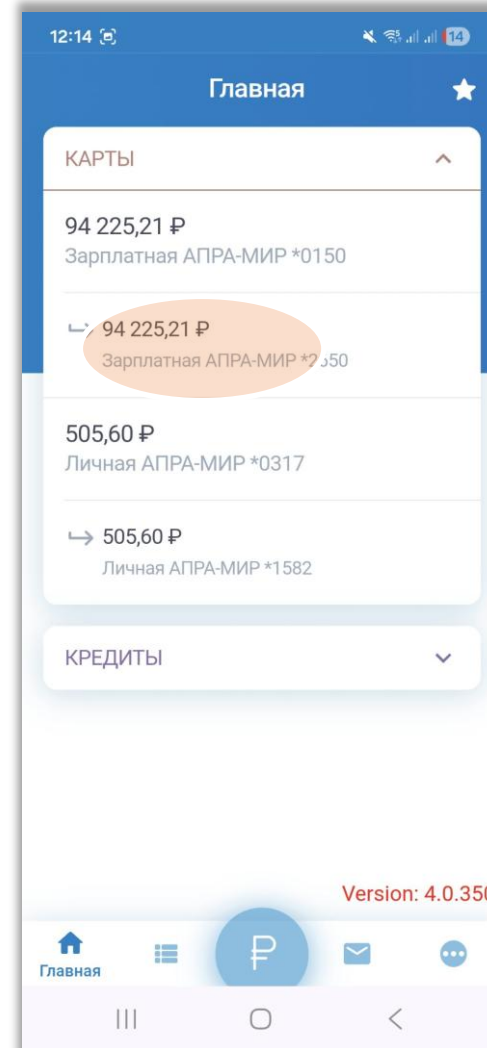 12:14
14
Главная
КАРТЫ
94 225,21 ₽
Зарплатная АПРА-МИР *0150
94 225,21 ₽
Зарплатная АПРА-МИР
505,60 ₽
Личная АПРА-МИР *0317
505,60 ₽
Личная АПРА-МИР *1582
КРЕДИТЫ
Version: 4.0.350
₽
Главная